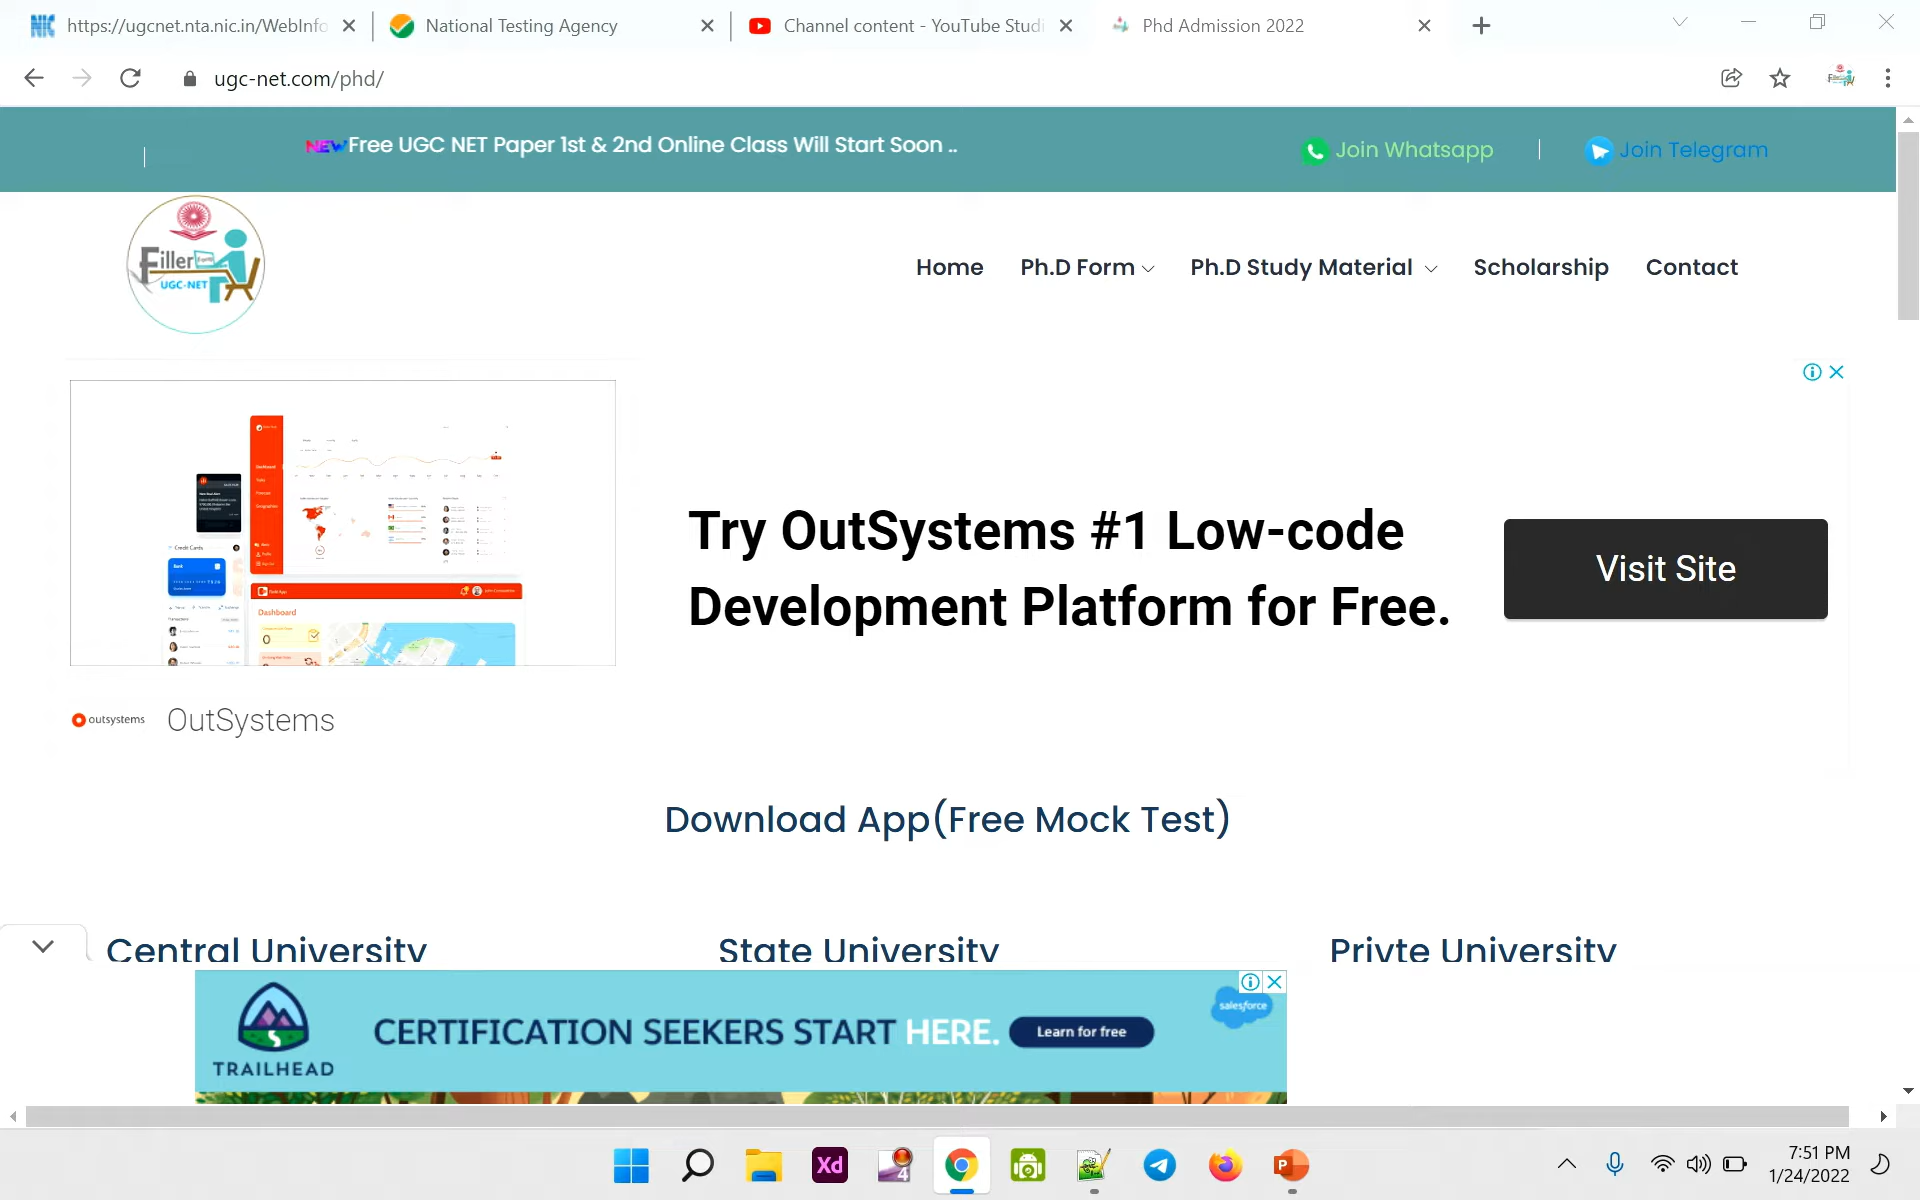 https://ugcnet.nta.nic.in/WebInfo
National Testing Agency
Channel content - YouTube Studi
Phd Admission 2022
ugc-net.com/phd/
NEW Free UGC NET Paper 1st & 2nd Online Class Will Start Soon ..
Join Whatsapp
Join Telegram
Filler
UGC-NET
Home
Ph.D Form
Ph.D Study Material
Scholarship
Contact
Dashboard
Try OutSystems #1 Low-code
Development Platform for Free.
Visit Site
outsystems
OutSystems
Download App(Free Mock Test)
Central University
State University
Privte University
TRAILHEAD
CERTIFICATION SEEKERS START HERE.
Learn for free
salesforce
Xd
4
P
7:51 PM
1/24/2022